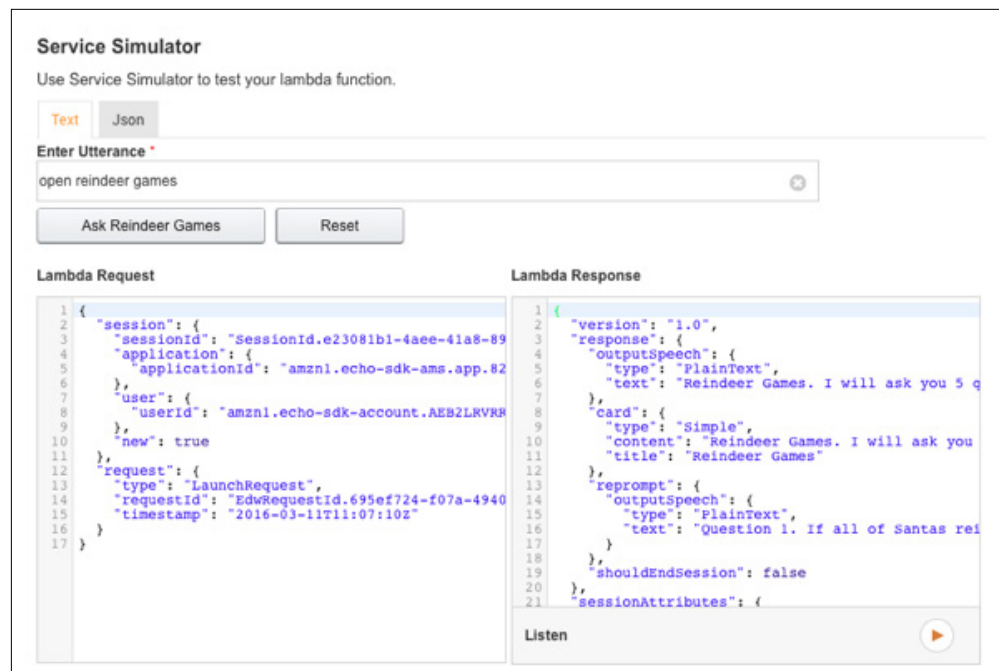 Service Simulator
Use Service Simulator to test your lambda function.
Text Json
Enter Utterance *
open reindeer games
Ask Reindeer Games Reset
Lambda Request
1 {
2 "session": {
3 "sessionId": "SessionId.e23081b1-4aee-41a8-89
4 "application": {
5 "applicationId": "amzn1.echo-sdk-ams.app.82
6 },
7 "user": {
8 "userId": "amzn1.echo-sdk-account.AEB2LRVRR
9 },
10 "new": true
11 },
12 "request": {
13 "type": "LaunchRequest",
14 "requestId": "EdwRequestId.695ef724-f07a-4940
15 "timestamp": "2016-03-11T11:07:10Z"
16 }
17 }
Lambda Response
1 {
2 "version": "1.0",
3 "response": {
4 "outputSpeech": {
5 "type": "PlainText",
6 "text": "Reindeer Games. I will ask you 5 q
7 },
8 "card": {
9 "type": "Simple",
10 "content": "Reindeer Games. I will ask you
11 "title": "Reindeer Games"
12 },
13 "reprompt": {
14 "outputSpeech": {
15 "type": "PlainText",
16 "text": "Question 1. If all of Santas rei
17 }
18 },
19 "shouldEndSession": false
20 },
21 "sessionAttributes": {
Listen